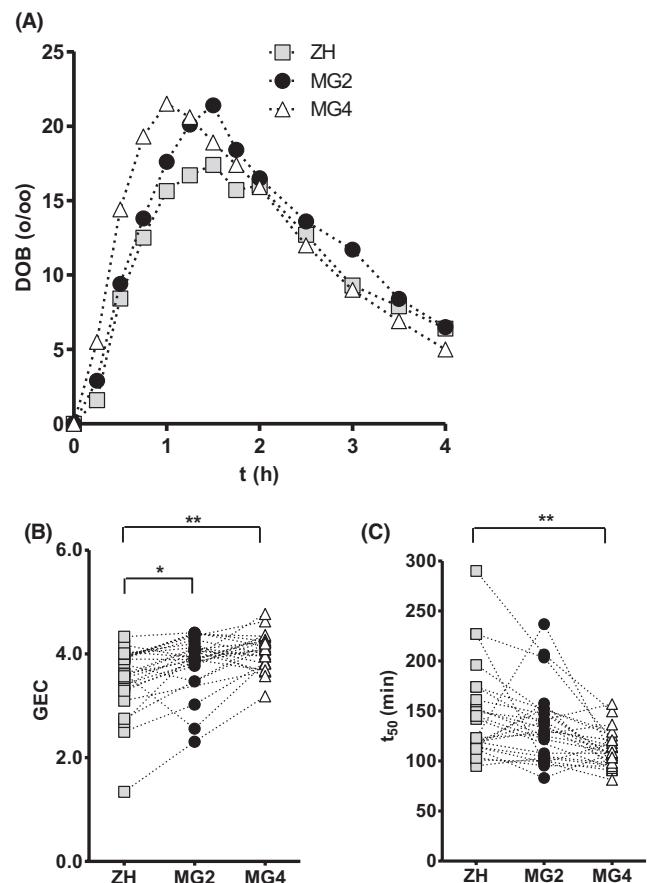 (A)
ZH
MG2
MG4
25
20
15
10
5
0
DOB (o/oo)
0 1 2 3 4
t (h)
(B)
**
*
6.0
4.0
2.0
0.0
GEC
ZH MG2 MG4
(C)
**
300
250
200
150
100
50
0
t50 (min)
ZH MG2 MG4